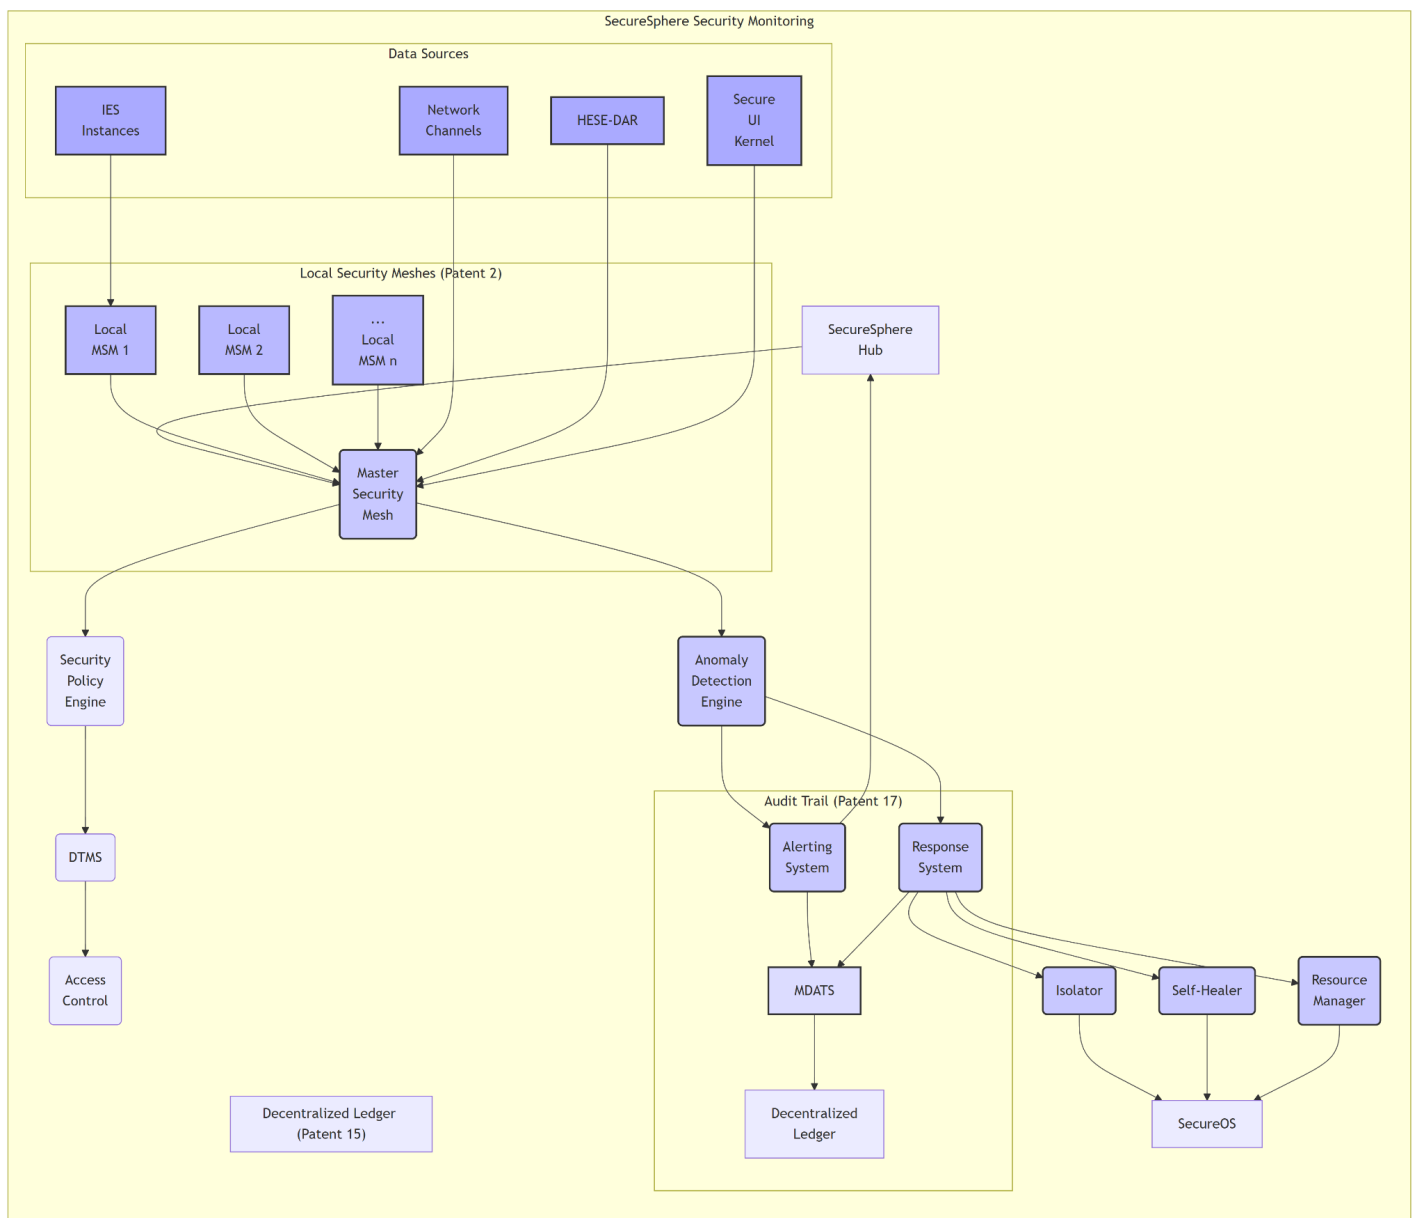 SecureSphere Security Monitoring
Data Sources
IES
Instances
Network
Channels
HESE-DAR
Secure
UI
Kernel
Local Security Meshes (Patent 2)
Local
MSM 1
Local
MSM 2
...
Local
MSM n
SecureSphere
Hub
Master
Security
Mesh
Security
Policy
Engine
Anomaly
Detection
Engine
Audit Trail (Patent 17)
DTMS
Alerting
System
Response
System
Access
Control
MDATS
Isolator
Self-Healer
Resource
Manager
Decentralized Ledger
(Patent 15)
Decentralized
Ledger
SecureOS